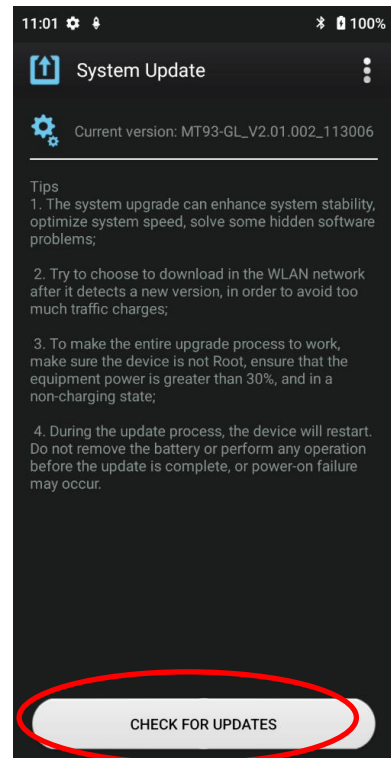 11:01 100%
System Update
Current version: MT93-GL_V2.01.002_113006
Tips
1. The system upgrade can enhance system stability,
optimize system speed, solve some hidden software
problems;
2. Try to choose to download in the WLAN network
after it detects a new version, in order to avoid too
much traffic charges;
3. To make the entire upgrade process to work,
make sure the device is not Root, ensure that the
equipment power is greater than 30%, and in a
non-charging state;
4. During the update process, the device will restart.
Do not remove the battery or perform any operation
before the update is complete, or power-on failure
may occur.
CHECK FOR UPDATES